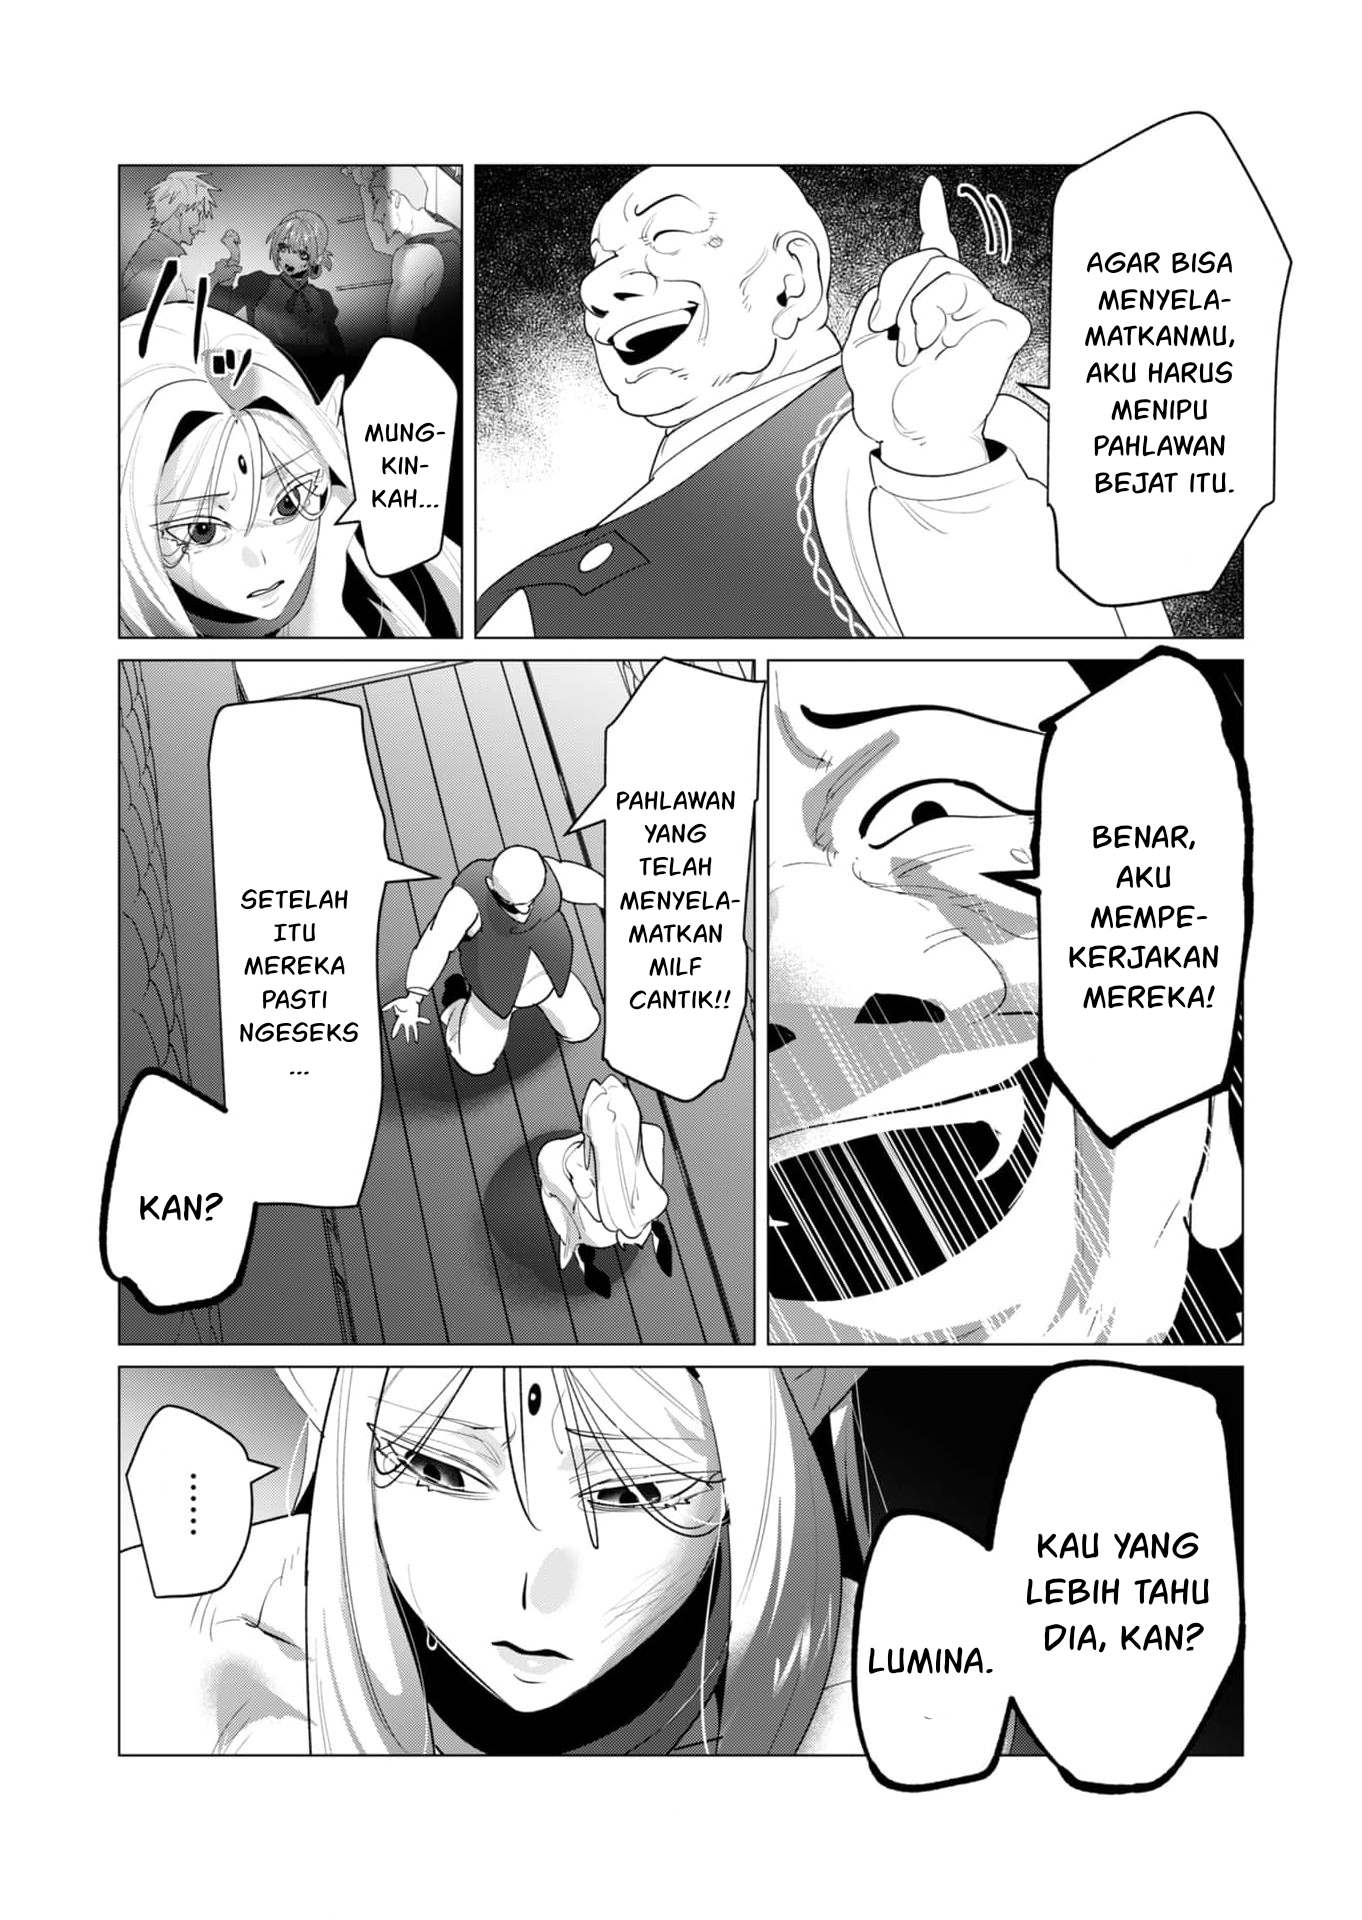 AGAR BISA
MENYELA-
MATKANMU,
AKU HARUS
MENIPU
PAHLAWAN
BEJAT ITU.
MUNG-
KIN-
KAH...
BENAR,
AKU
MEMPE-
KERJAKAN
MEREKA!
PAHLAWAN
YANG
TELAH
MENYELA-
MATKAN
MILF
CANTIK!!
SETELAH
ITU
MEREKA
PASTI
NGESEKS
...
KAN?
KAU YANG
LEBIH TAHU
DIA, KAN?
LUMINA.
........